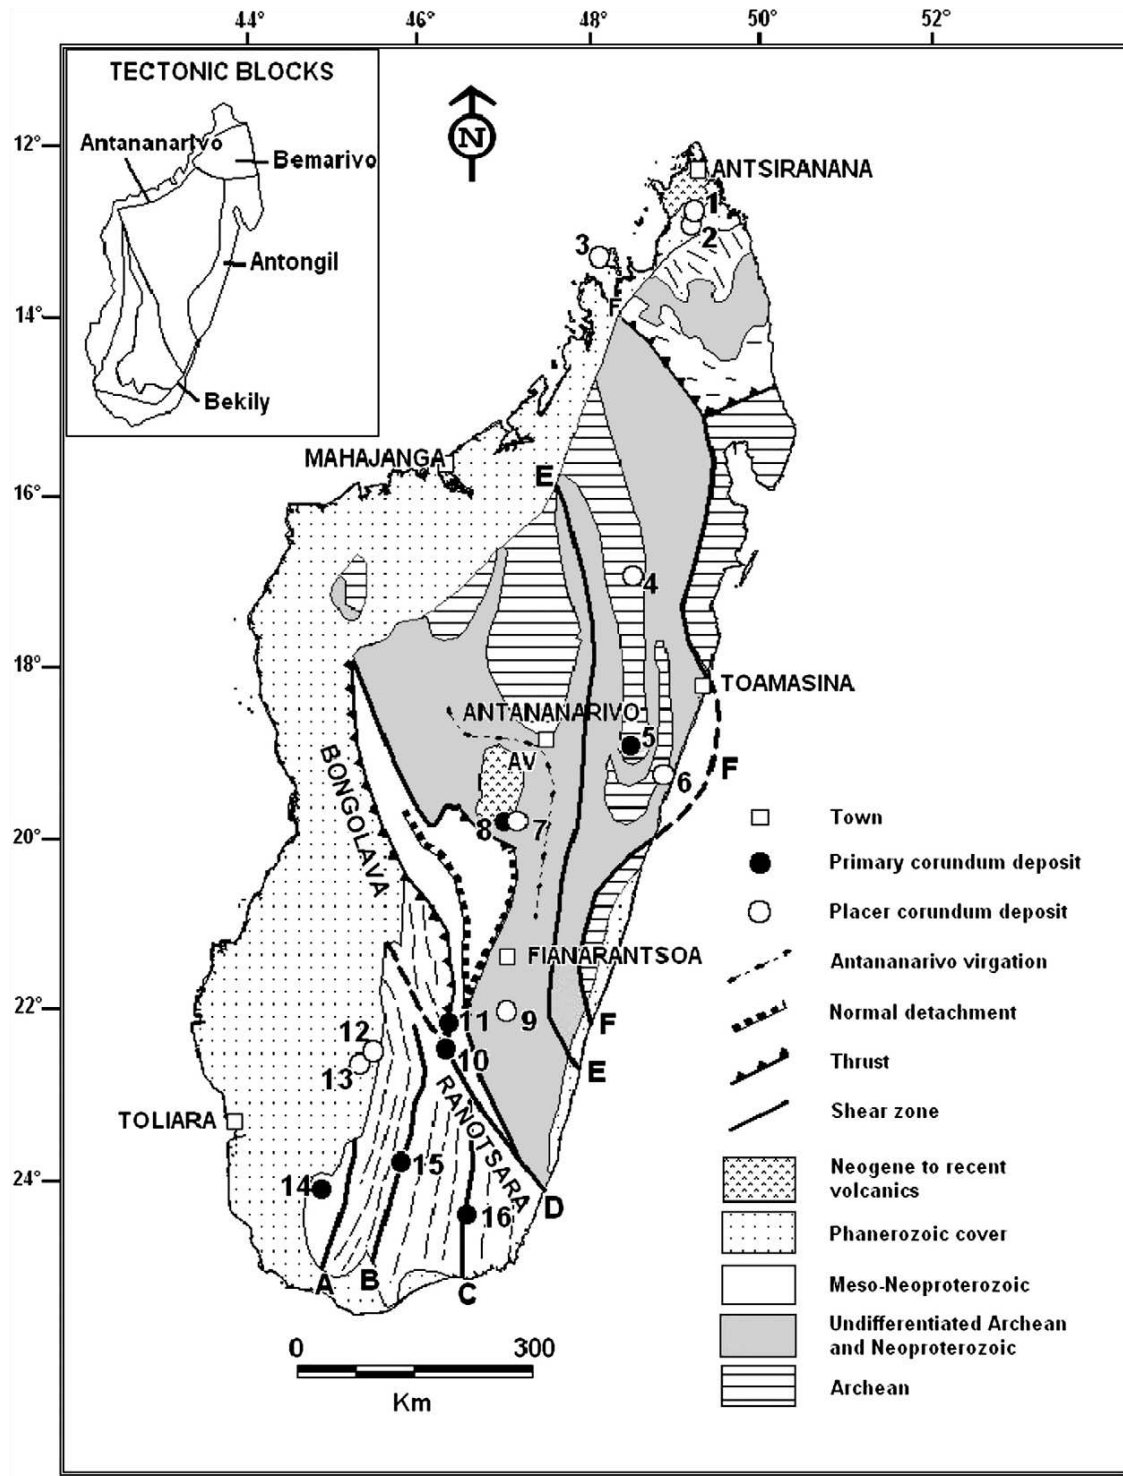 44°
46°
48°
50°
52°
TECTONIC BLOCKS
Antananarivo
Bemarivo
Antongil
Bekily
N
12°
14°
16°
18°
20°
22°
24°
ANTSIRANANA
1
2
3
F
MAHAJANGA
E
4
TOAMASINA
ANTANANARIVO
5
AV
F
6
BONGOLAVA
8
7
FIANARANTSOA
12
11
9
F
13
10
E
RANOTSARA
TOLIARA
15
14
16
D
A
B
C
0
300
Km
Town
Primary corundum deposit
Placer corundum deposit
Antananarivo virgation
Normal detachment
Thrust
Shear zone
Neogene to recent
volcanics
Phanerozoic cover
Meso-Neoproterozoic
Undifferentiated Archean
and Neoproterozoic
Archean